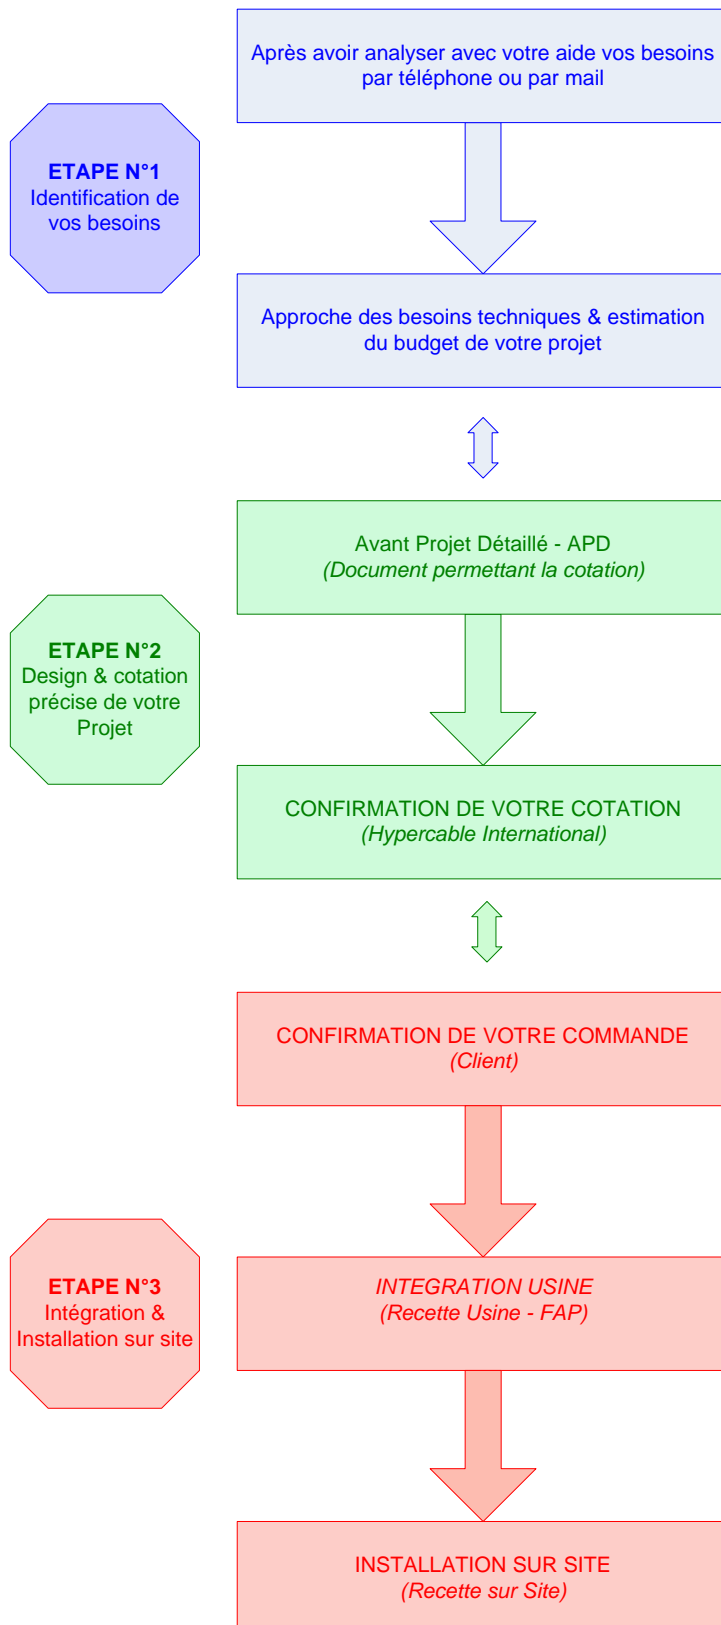 Après avoir analyser avec votre aide vos besoins
par téléphone ou par mail
ETAPE N°1
Identification de
vos besoins
Approche des besoins techniques & estimation
du budget de votre projet
Avant Projet Détaillé - APD
(Document permettant la cotation)
ETAPE N°2
Design & cotation
précise de votre
Projet
CONFIRMATION DE VOTRE COTATION
(Hypercable International)
CONFIRMATION DE VOTRE COMMANDE
(Client)
ETAPE N°3
Intégration &
Installation sur site
INTEGRATION USINE
(Recette Usine - FAP)
INSTALLATION SUR SITE
(Recette sur Site)